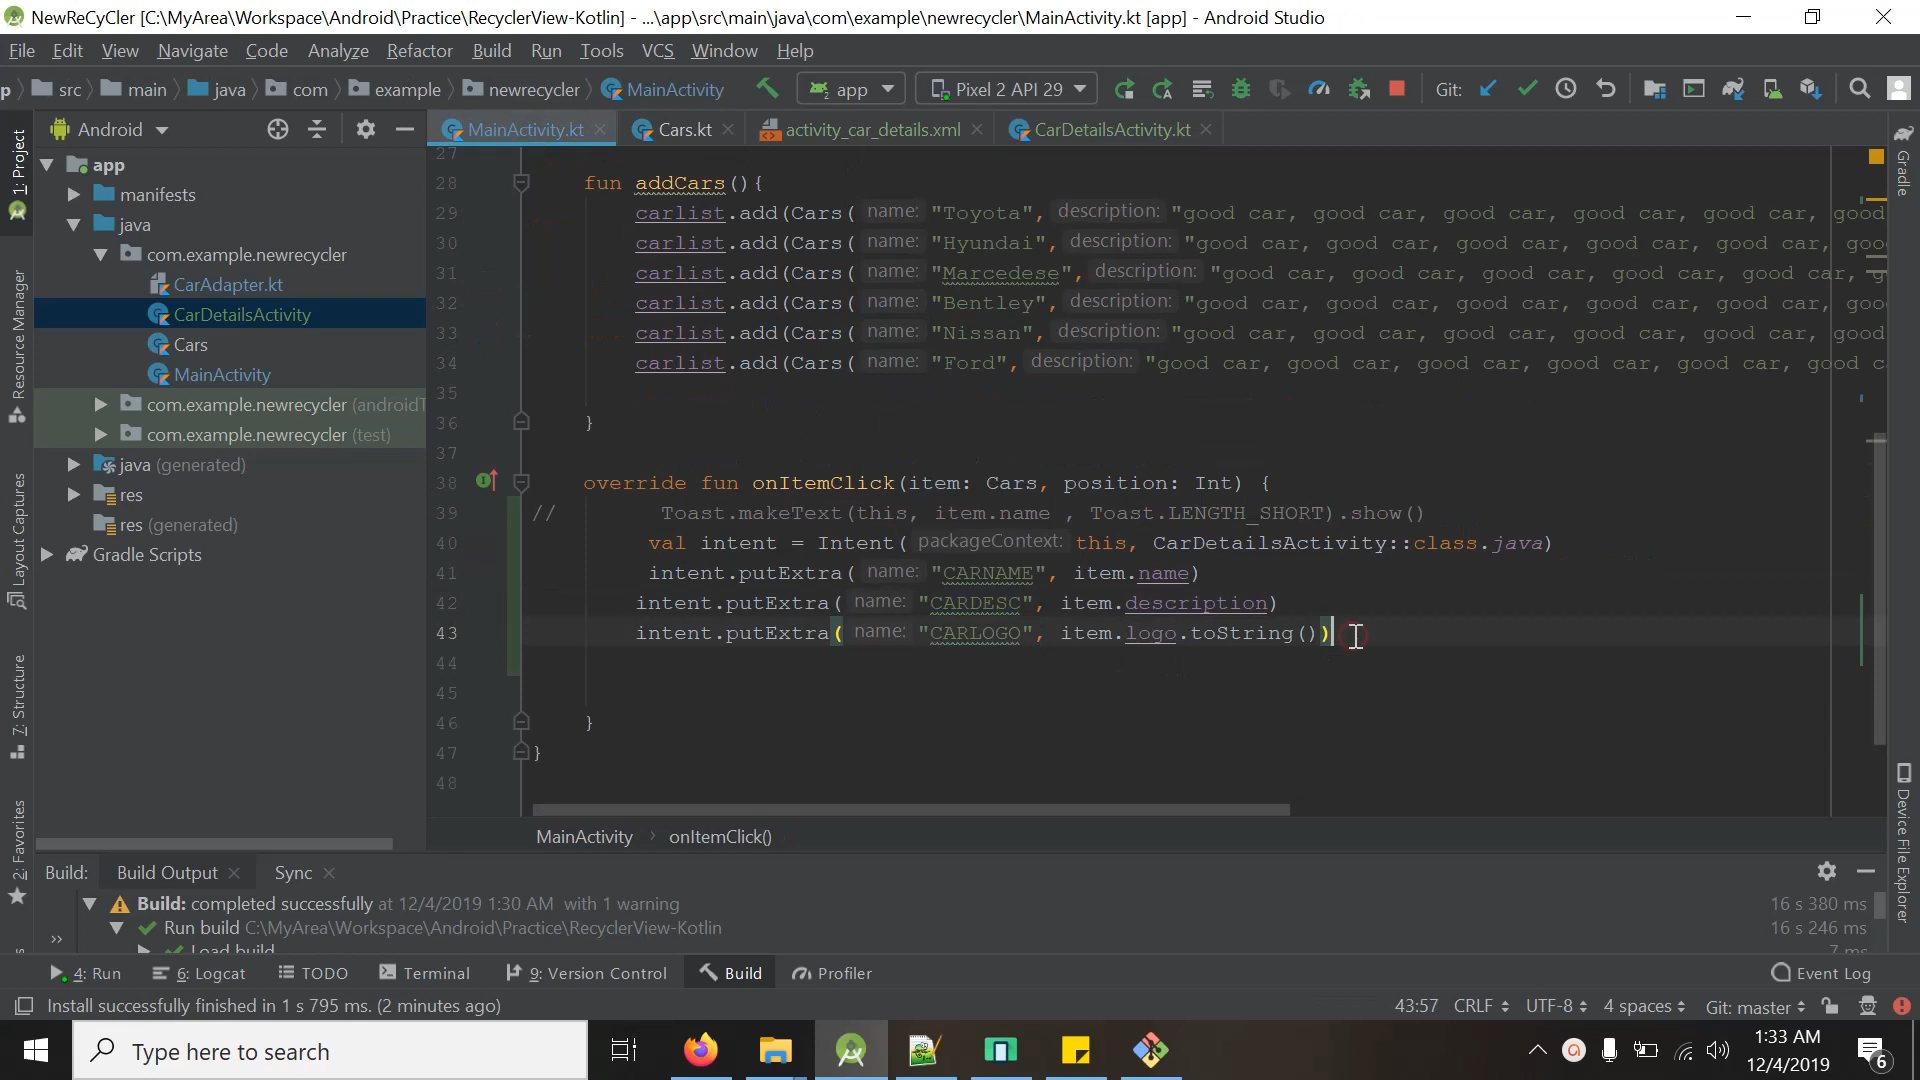 NewReCyCler [C:\MyArea\Workspace\Android\Practice\RecyclerView-Kotlin] - ...\app\src\main\java\com\example\newrecycler\MainActivity.kt [app] - Android Studio
File Edit View Navigate Code Analyze Refactor Build Run Tools VCS Window Help
p src main java com example newrecycler MainActivity app Pixel 2 API 29 Git:
Android MainActivity.kt Cars.kt activity_car_details.xml CarDetailsActivity.kt
1: Project
Resource Manager
Layout Captures
7: Structure
2: Favorites
app
manifests
java
com.example.newrecycler
CarAdapter.kt
CarDetailsActivity
Cars
MainActivity
com.example.newrecycler (androidT
com.example.newrecycler (test)
java (generated)
res
res (generated)
Gradle Scripts
27
28 fun addCars(){
29 carlist.add(Cars( name: "Toyota", description: "good car, good car, good car, good car, good car, good
30 carlist.add(Cars( name: "Hyundai", description: "good car, good car, good car, good car, good car,
31 carlist.add(Cars( name: "Marcedese", description: "good car, good car, good car, good car, good car, g
32 carlist.add(Cars( name: "Bentley", description: "good car, good car, good car, good car, good car,
33 carlist.add(Cars( name: "Nissan", description: "good car, good car, good car, good car, good car,
34 carlist.add(Cars( name: "Ford", description: "good car, good car, good car, good car, good car, good c
35
36 }
37
38 override fun onItemClick(item: Cars, position: Int) {
39 // Toast.makeText(this, item.name , Toast.LENGTH_SHORT).show()
40 val intent = Intent( packageContext: this, CarDetailsActivity::class.java)
41 intent.putExtra( name: "CARNAME", item.name)
42 intent.putExtra( name: "CARDESC", item.description)
43 intent.putExtra( name: "CARLOGO", item.logo.toString())
44
45
46 }
47 }
48
MainActivity › onItemClick()
Gradle
Device File Explorer
Build: Build Output Sync
Build: completed successfully at 12/4/2019 1:30 AM with 1 warning 16 s 380 ms
Run build C:\MyArea\Workspace\Android\Practice\RecyclerView-Kotlin 16 s 246 ms
Load build 7 ms
4: Run 6: Logcat TODO Terminal 9: Version Control Build Profiler Event Log
Install successfully finished in 1 s 795 ms. (2 minutes ago) 43:57 CRLF UTF-8 4 spaces Git: master
Type here to search
1:33 AM
12/4/2019
6